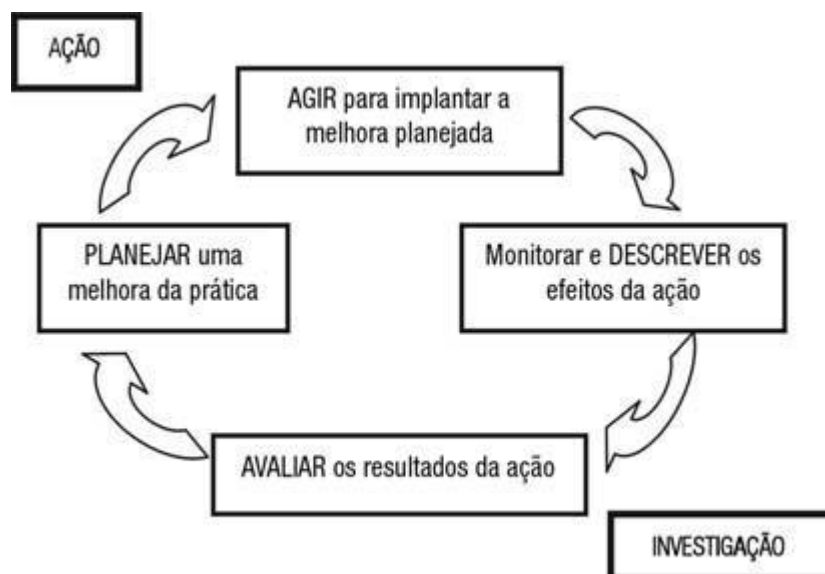 AÇÃO
AGIR para implantar a
melhora planejada
PLANEJAR uma
melhora da prática
Monitorar e DESCREVER os
efeitos da ação
AVALIAR os resultados da ação
INVESTIGAÇÃO